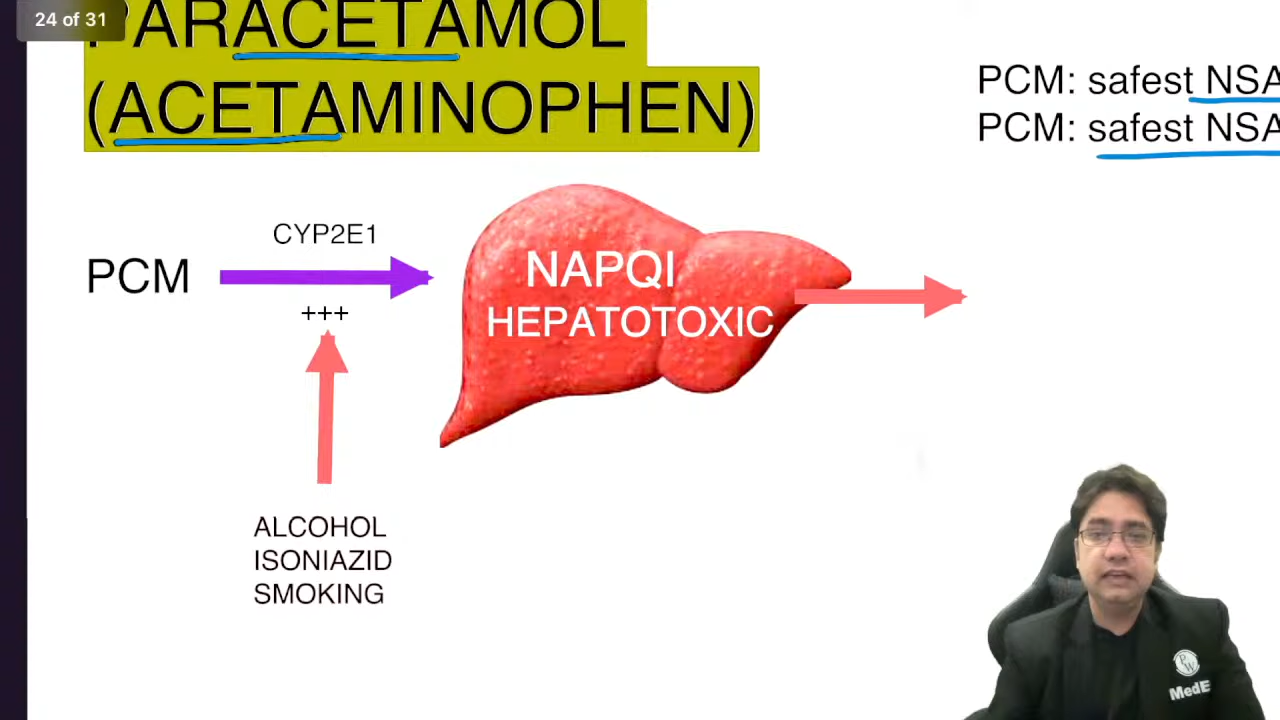 24 of 31
PARACETAMOL
(ACETAMINOPHEN)
PCM: safest NSA
PCM: safest NSA
CYP2E1
PCM
+++
NAPQI
HEPATOTOXIC
ALCOHOL
ISONIAZID
SMOKING
PW
MedE